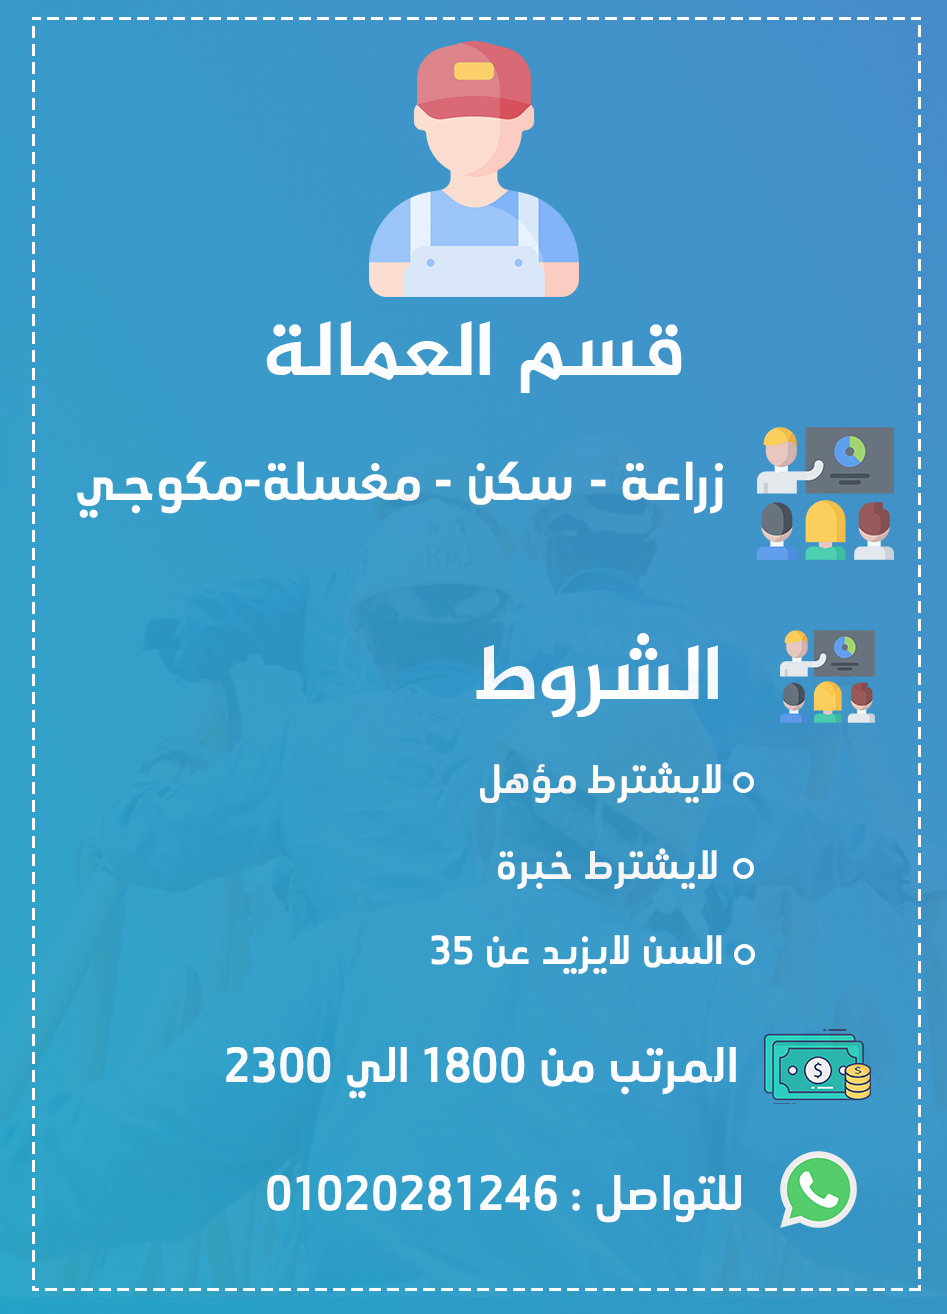 قسم العمالة
زراعة - سكن - مغسلة-مكوجي
الشروط
لايشترط مؤهل
لايشترط خبرة
السن لايزيد عن 35
المرتب من 1800 الي 2300
للتواصل : 01020281246